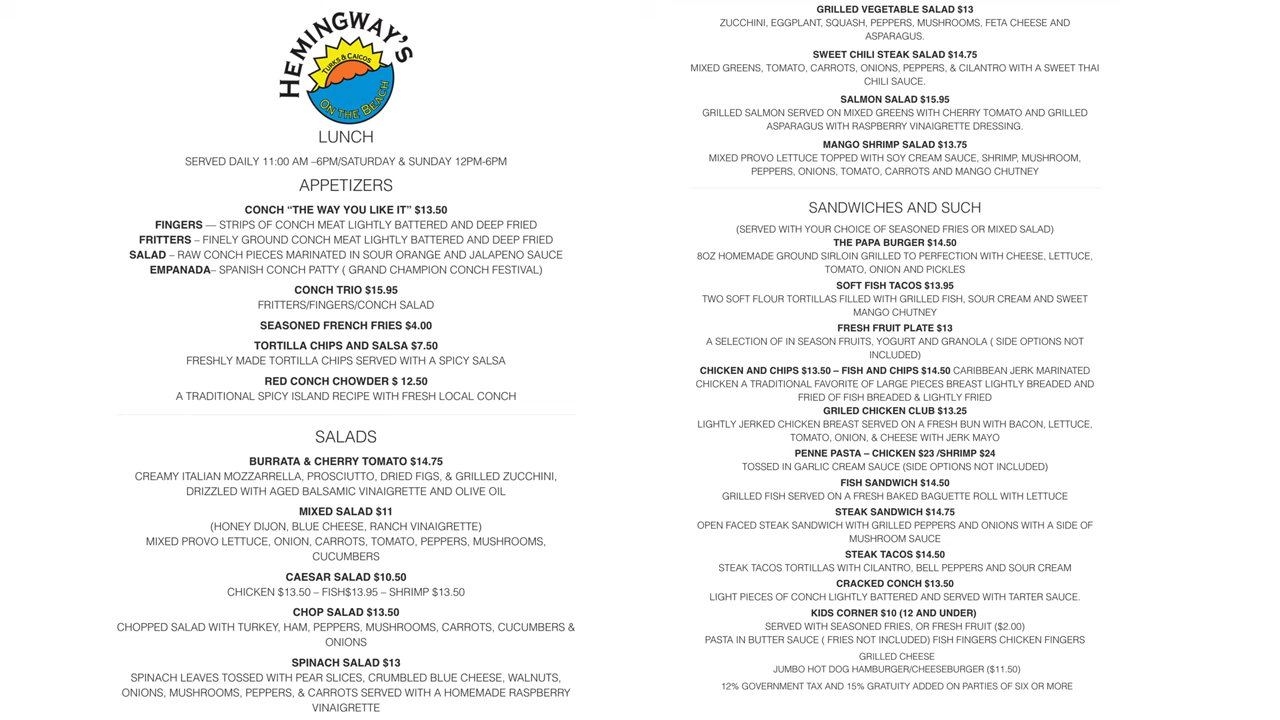 HEMINGWAY'S
TURKS & CAICOS
ON THE BEACH
LUNCH
SERVED DAILY 11:00 AM –6PM/SATURDAY & SUNDAY 12PM-6PM
APPETIZERS
CONCH “THE WAY YOU LIKE IT” $13.50
FINGERS — STRIPS OF CONCH MEAT LIGHTLY BATTERED AND DEEP FRIED
FRITTERS – FINELY GROUND CONCH MEAT LIGHTLY BATTERED AND DEEP FRIED
SALAD – RAW CONCH PIECES MARINATED IN SOUR ORANGE AND JALAPENO SAUCE
EMPANADA– SPANISH CONCH PATTY ( GRAND CHAMPION CONCH FESTIVAL)
CONCH TRIO $15.95
FRITTERS/FINGERS/CONCH SALAD
SEASONED FRENCH FRIES $4.00
TORTILLA CHIPS AND SALSA $7.50
FRESHLY MADE TORTILLA CHIPS SERVED WITH A SPICY SALSA
RED CONCH CHOWDER $ 12.50
A TRADITIONAL SPICY ISLAND RECIPE WITH FRESH LOCAL CONCH
SALADS
BURRATA & CHERRY TOMATO $14.75
CREAMY ITALIAN MOZZARRELLA, PROSCIUTTO, DRIED FIGS, & GRILLED ZUCCHINI,
DRIZZLED WITH AGED BALSAMIC VINAIGRETTE AND OLIVE OIL
MIXED SALAD $11
(HONEY DIJON, BLUE CHEESE, RANCH VINAIGRETTE)
MIXED PROVO LETTUCE, ONION, CARROTS, TOMATO, PEPPERS, MUSHROOMS,
CUCUMBERS
CAESAR SALAD $10.50
CHICKEN $13.50 – FISH$13.95 – SHRIMP $13.50
CHOP SALAD $13.50
CHOPPED SALAD WITH TURKEY, HAM, PEPPERS, MUSHROOMS, CARROTS, CUCUMBERS &
ONIONS
SPINACH SALAD $13
SPINACH LEAVES TOSSED WITH PEAR SLICES, CRUMBLED BLUE CHEESE, WALNUTS,
ONIONS, MUSHROOMS, PEPPERS, & CARROTS SERVED WITH A HOMEMADE RASPBERRY
VINAIGRETTE
GRILLED VEGETABLE SALAD $13
ZUCCHINI, EGGPLANT, SQUASH, PEPPERS, MUSHROOMS, FETA CHEESE AND
ASPARAGUS.
SWEET CHILI STEAK SALAD $14.75
MIXED GREENS, TOMATO, CARROTS, ONIONS, PEPPERS, & CILANTRO WITH A SWEET THAI
CHILI SAUCE.
SALMON SALAD $15.95
GRILLED SALMON SERVED ON MIXED GREENS WITH CHERRY TOMATO AND GRILLED
ASPARAGUS WITH RASPBERRY VINAIGRETTE DRESSING.
MANGO SHRIMP SALAD $13.75
MIXED PROVO LETTUCE TOPPED WITH SOY CREAM SAUCE, SHRIMP, MUSHROOM,
PEPPERS, ONIONS, TOMATO, CARROTS AND MANGO CHUTNEY
SANDWICHES AND SUCH
(SERVED WITH YOUR CHOICE OF SEASONED FRIES OR MIXED SALAD)
THE PAPA BURGER $14.50
8OZ HOMEMADE GROUND SIRLOIN GRILLED TO PERFECTION WITH CHEESE, LETTUCE,
TOMATO, ONION AND PICKLES
SOFT FISH TACOS $13.95
TWO SOFT FLOUR TORTILLAS FILLED WITH GRILLED FISH, SOUR CREAM AND SWEET
MANGO CHUTNEY
FRESH FRUIT PLATE $13
A SELECTION OF IN SEASON FRUITS, YOGURT AND GRANOLA ( SIDE OPTIONS NOT
INCLUDED)
CHICKEN AND CHIPS $13.50 – FISH AND CHIPS $14.50 CARIBBEAN JERK MARINATED
CHICKEN A TRADITIONAL FAVORITE OF LARGE PIECES BREAST LIGHTLY BREADED AND
FRIED OF FISH BREADED & LIGHTLY FRIED
GRILED CHICKEN CLUB $13.25
LIGHTLY JERKED CHICKEN BREAST SERVED ON A FRESH BUN WITH BACON, LETTUCE,
TOMATO, ONION, & CHEESE WITH JERK MAYO
PENNE PASTA – CHICKEN $23 /SHRIMP $24
TOSSED IN GARLIC CREAM SAUCE (SIDE OPTIONS NOT INCLUDED)
FISH SANDWICH $14.50
GRILLED FISH SERVED ON A FRESH BAKED BAGUETTE ROLL WITH LETTUCE
STEAK SANDWICH $14.75
OPEN FACED STEAK SANDWICH WITH GRILLED PEPPERS AND ONIONS WITH A SIDE OF
MUSHROOM SAUCE
STEAK TACOS $14.50
STEAK TACOS TORTILLAS WITH CILANTRO, BELL PEPPERS AND SOUR CREAM
CRACKED CONCH $13.50
LIGHT PIECES OF CONCH LIGHTLY BATTERED AND SERVED WITH TARTER SAUCE.
KIDS CORNER $10 (12 AND UNDER)
SERVED WITH SEASONED FRIES, OR FRESH FRUIT ($2.00)
PASTA IN BUTTER SAUCE ( FRIES NOT INCLUDED) FISH FINGERS CHICKEN FINGERS
GRILLED CHEESE
JUMBO HOT DOG HAMBURGER/CHEESEBURGER ($11.50)
12% GOVERNMENT TAX AND 15% GRATUITY ADDED ON PARTIES OF SIX OR MORE